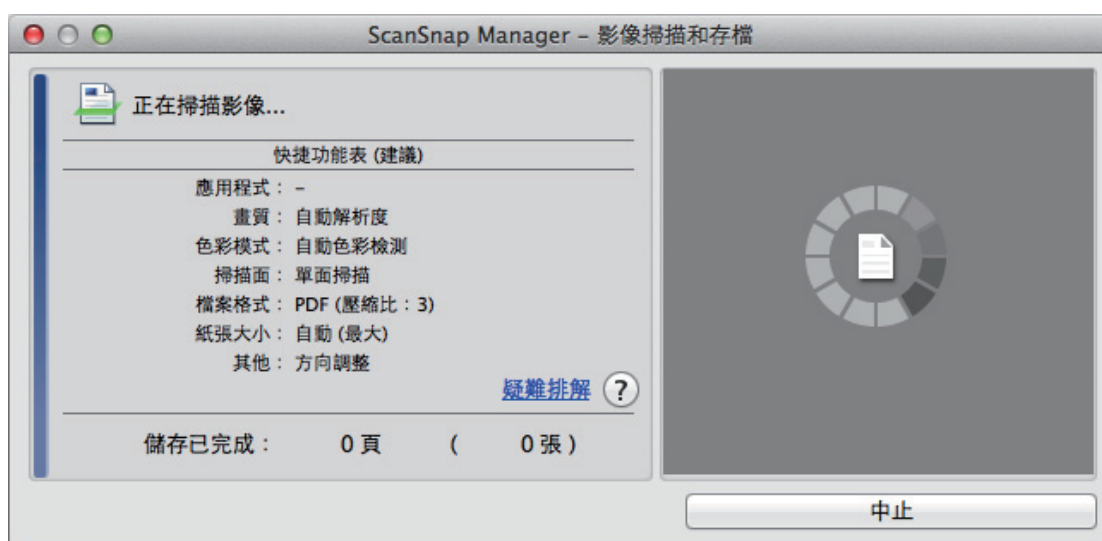 ScanSnap Manager – 影像掃描和存檔
正在掃描影像...
快捷功能表 (建議)
應用程式： –
畫質： 自動解析度
色彩模式： 自動色彩檢測
掃描面： 單面掃描
檔案格式： PDF (壓縮比：3)
紙張大小： 自動 (最大)
其他： 方向調整
疑難排解 ?
儲存已完成： 0 頁 ( 0 張 )
中止